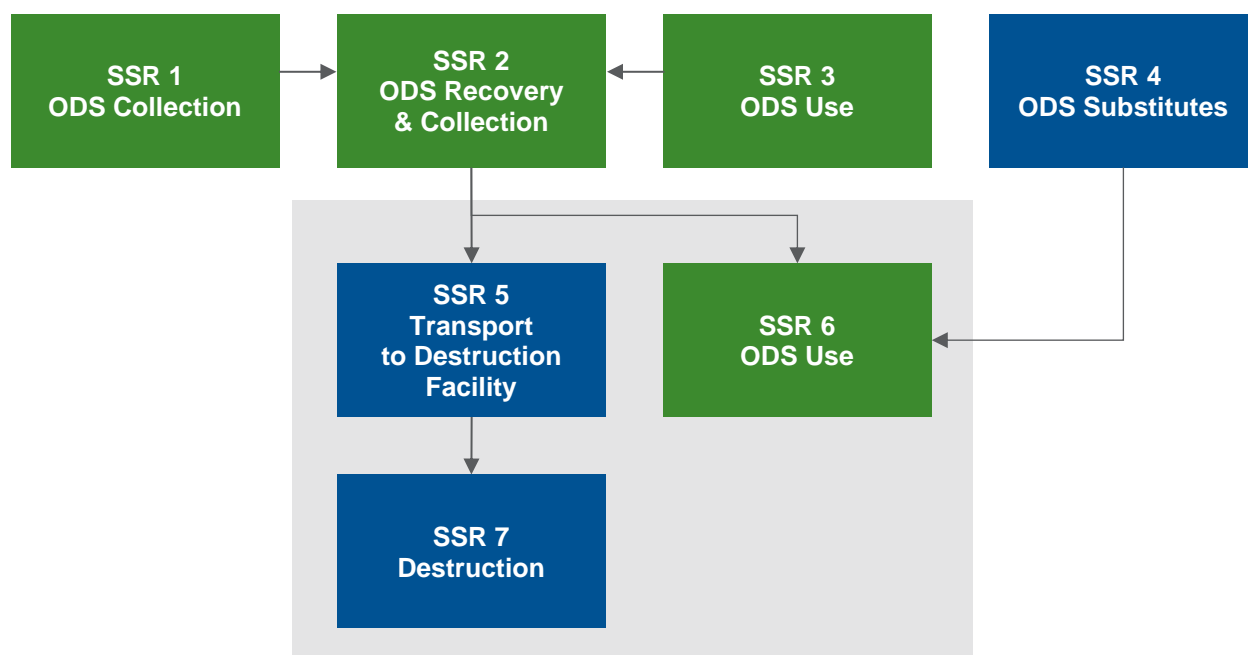 SSR 1
ODS Collection
SSR 2
ODS Recovery
& Collection
SSR 3
ODS Use
SSR 4
ODS Substitutes
SSR 5
Transport
to Destruction
Facility
SSR 6
ODS Use
SSR 7
Destruction